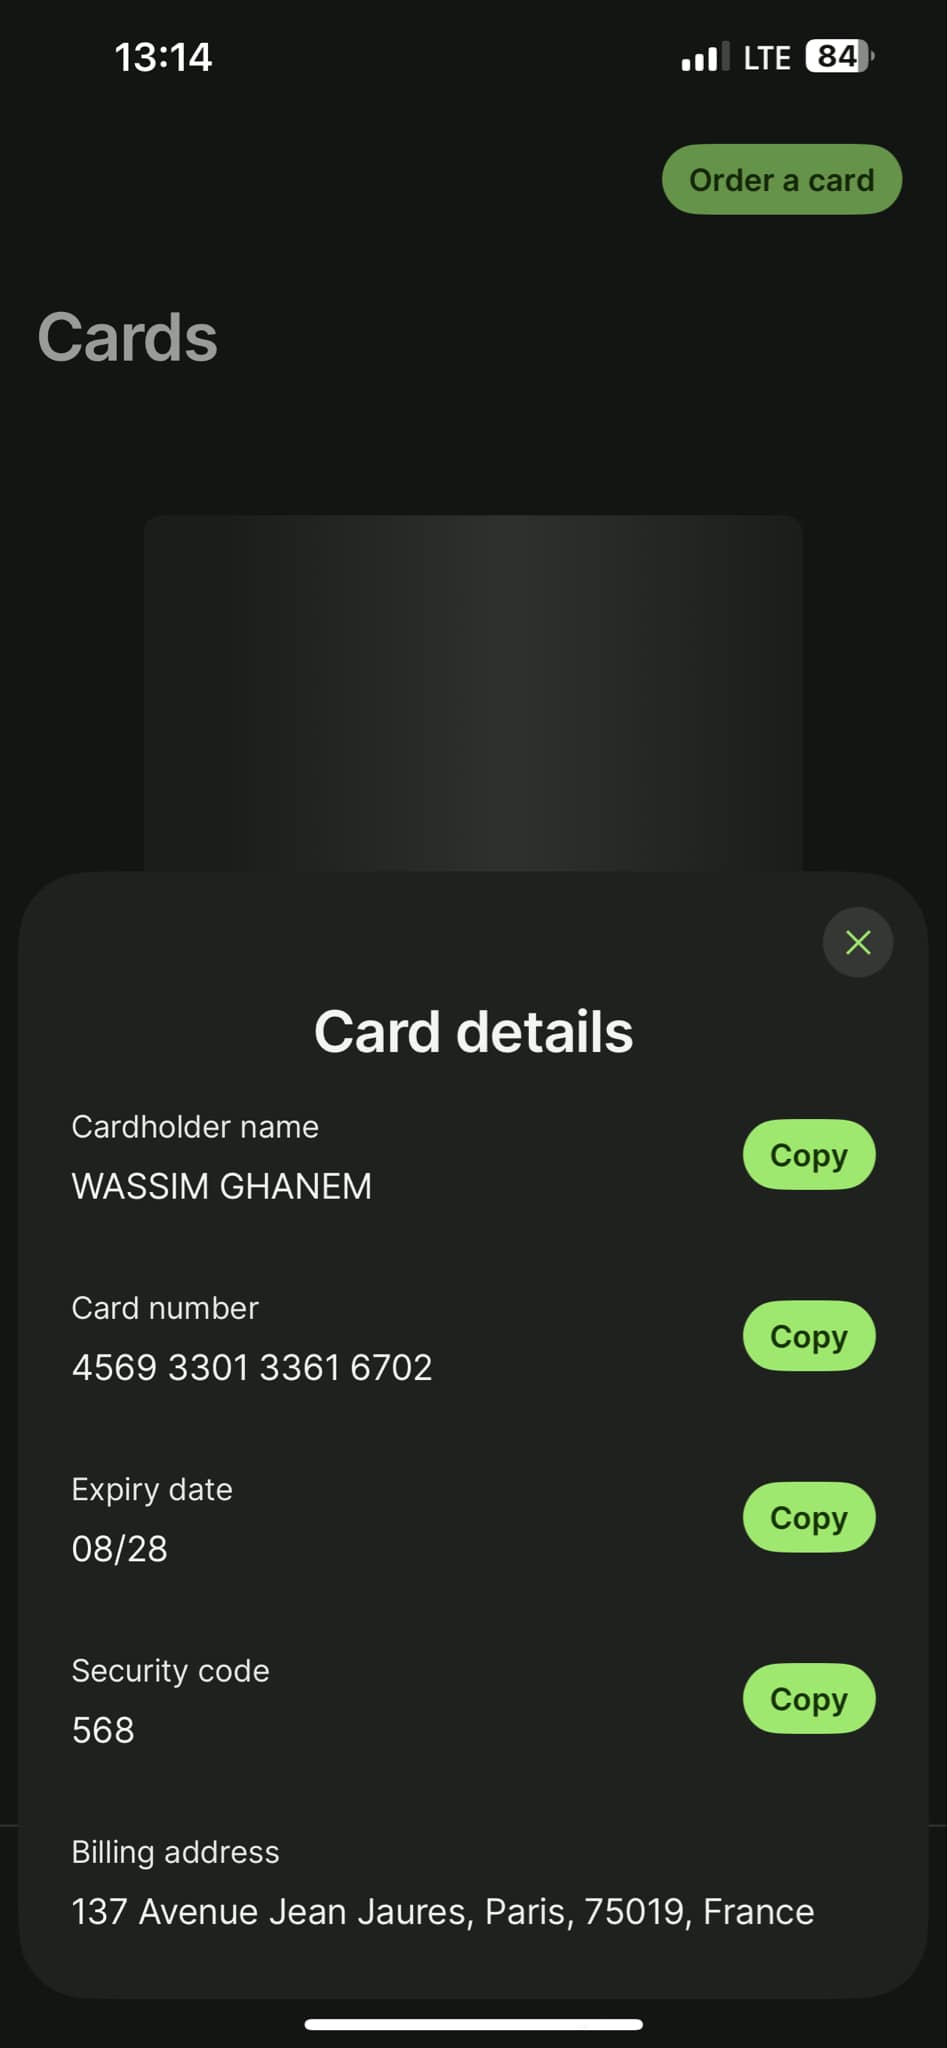 13:14
LTE 84
Order a card
Cards
Card details
Cardholder name
WASSIM GHANEM
Copy
Card number
4569 3301 3361 6702
Copy
Expiry date
08/28
Copy
Security code
568
Copy
Billing address
137 Avenue Jean Jaures, Paris, 75019, France